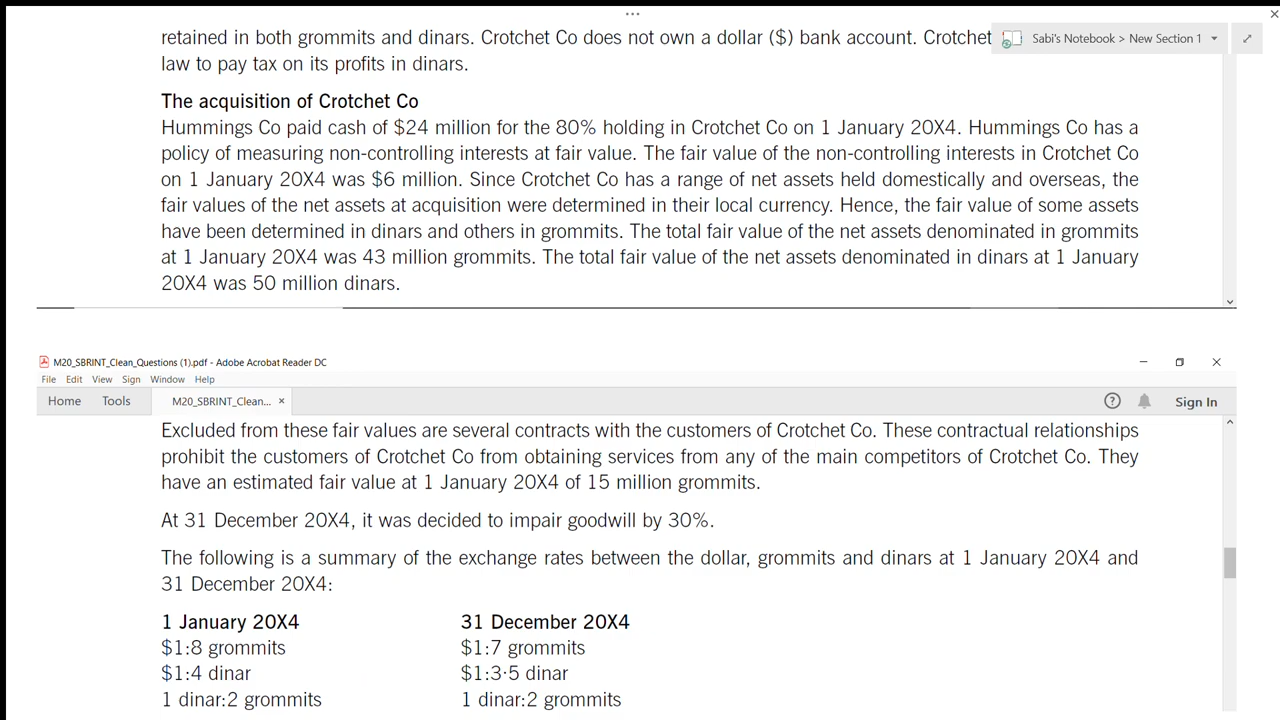 retained in both grommits and dinars. Crotchet Co does not own a dollar ($) bank account. Crotchet
Sabi's Notebook > New Section 1
law to pay tax on its profits in dinars.
The acquisition of Crotchet Co
Hummings Co paid cash of $24 million for the 80% holding in Crotchet Co on 1 January 20X4. Hummings Co has a
policy of measuring non-controlling interests at fair value. The fair value of the non-controlling interests in Crotchet Co
on 1 January 20X4 was $6 million. Since Crotchet Co has a range of net assets held domestically and overseas, the
fair values of the net assets at acquisition were determined in their local currency. Hence, the fair value of some assets
have been determined in dinars and others in grommits. The total fair value of the net assets denominated in grommits
at 1 January 20X4 was 43 million grommits. The total fair value of the net assets denominated in dinars at 1 January
20X4 was 50 million dinars.
M20_SBRINT_Clean_Questions (1).pdf - Adobe Acrobat Reader DC
File Edit View Sign Window Help
Home Tools M20_SBRINT_Clean... × Sign In
Excluded from these fair values are several contracts with the customers of Crotchet Co. These contractual relationships
prohibit the customers of Crotchet Co from obtaining services from any of the main competitors of Crotchet Co. They
have an estimated fair value at 1 January 20X4 of 15 million grommits.
At 31 December 20X4, it was decided to impair goodwill by 30%.
The following is a summary of the exchange rates between the dollar, grommits and dinars at 1 January 20X4 and
31 December 20X4:
1 January 20X4 31 December 20X4
$1:8 grommits $1:7 grommits
$1:4 dinar $1:3·5 dinar
1 dinar:2 grommits 1 dinar:2 grommits